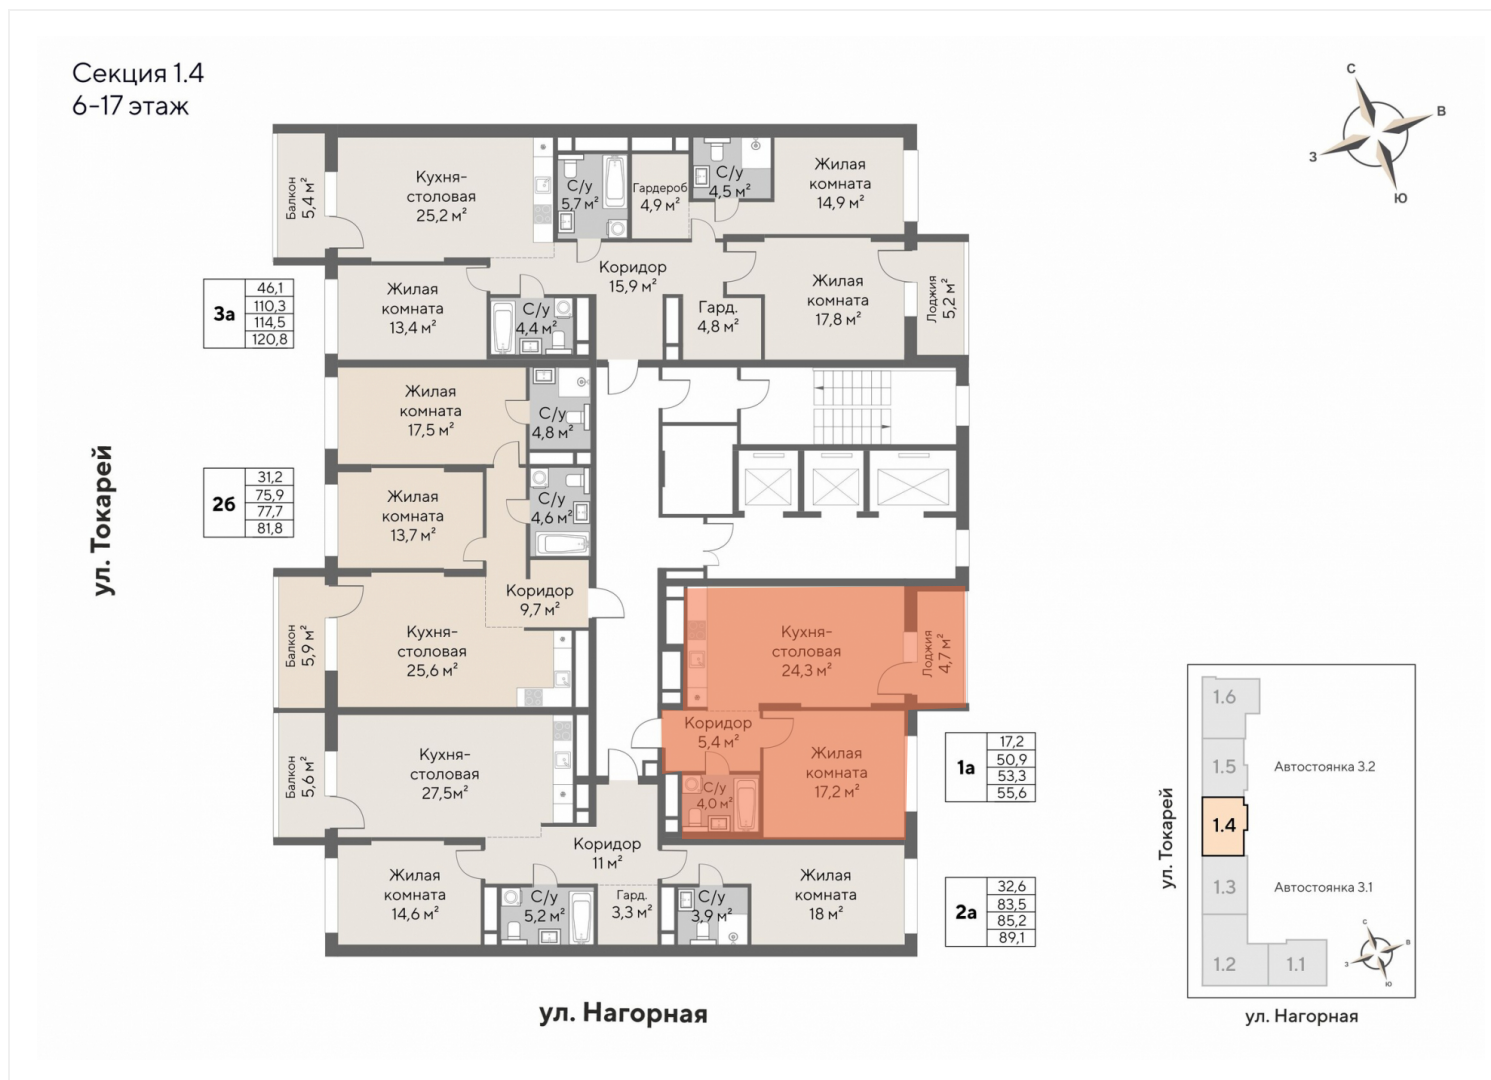 Секция 1.4
6-17 этаж
С
В
З
Ю
Балкон
5,4 м²
Кухня-
столовая
25,2 м²
С/у
5,7 м²
Гардероб
4,9 м²
С/у
4,5 м²
Жилая
комната
14,9 м²
Коридор
15,9 м²
Жилая
комната
13,4 м²
С/у
4,4 м²
Гард.
4,8 м²
Жилая
комната
17,8 м²
Лоджия
5,2 м²
3а
46,1
110,3
114,5
120,8
Жилая
комната
17,5 м²
С/у
4,8 м²
2б
31,2
75,9
77,7
81,8
Жилая
комната
13,7 м²
С/у
4,6 м²
Коридор
9,7 м²
Балкон
5,9 м²
Кухня-
столовая
25,6 м²
ул. Токарей
Кухня-
столовая
24,3 м²
Лоджия
4,7 м²
Коридор
5,4 м²
Жилая
комната
17,2 м²
С/у
4,0 м²
1а
17,2
50,9
53,3
55,6
Балкон
5,6 м²
Кухня-
столовая
27,5м²
Коридор
11 м²
Жилая
комната
14,6 м²
С/у
5,2 м²
Гард.
3,3 м²
С/у
3,9 м²
Жилая
комната
18 м²
2а
32,6
83,5
85,2
89,1
ул. Нагорная
1.6
1.5
Автостоянка 3.2
1.4
1.3
Автостоянка 3.1
1.2
1.1
С
В
З
Ю
ул. Токарей
ул. Нагорная